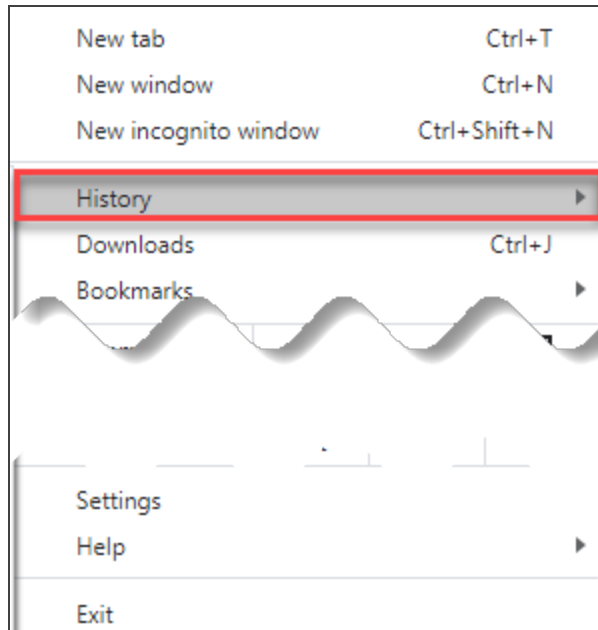 New tab Ctrl+T
New window Ctrl+N
New incognito window Ctrl+Shift+N
History
Downloads Ctrl+J
Bookmarks
Settings
Help
Exit